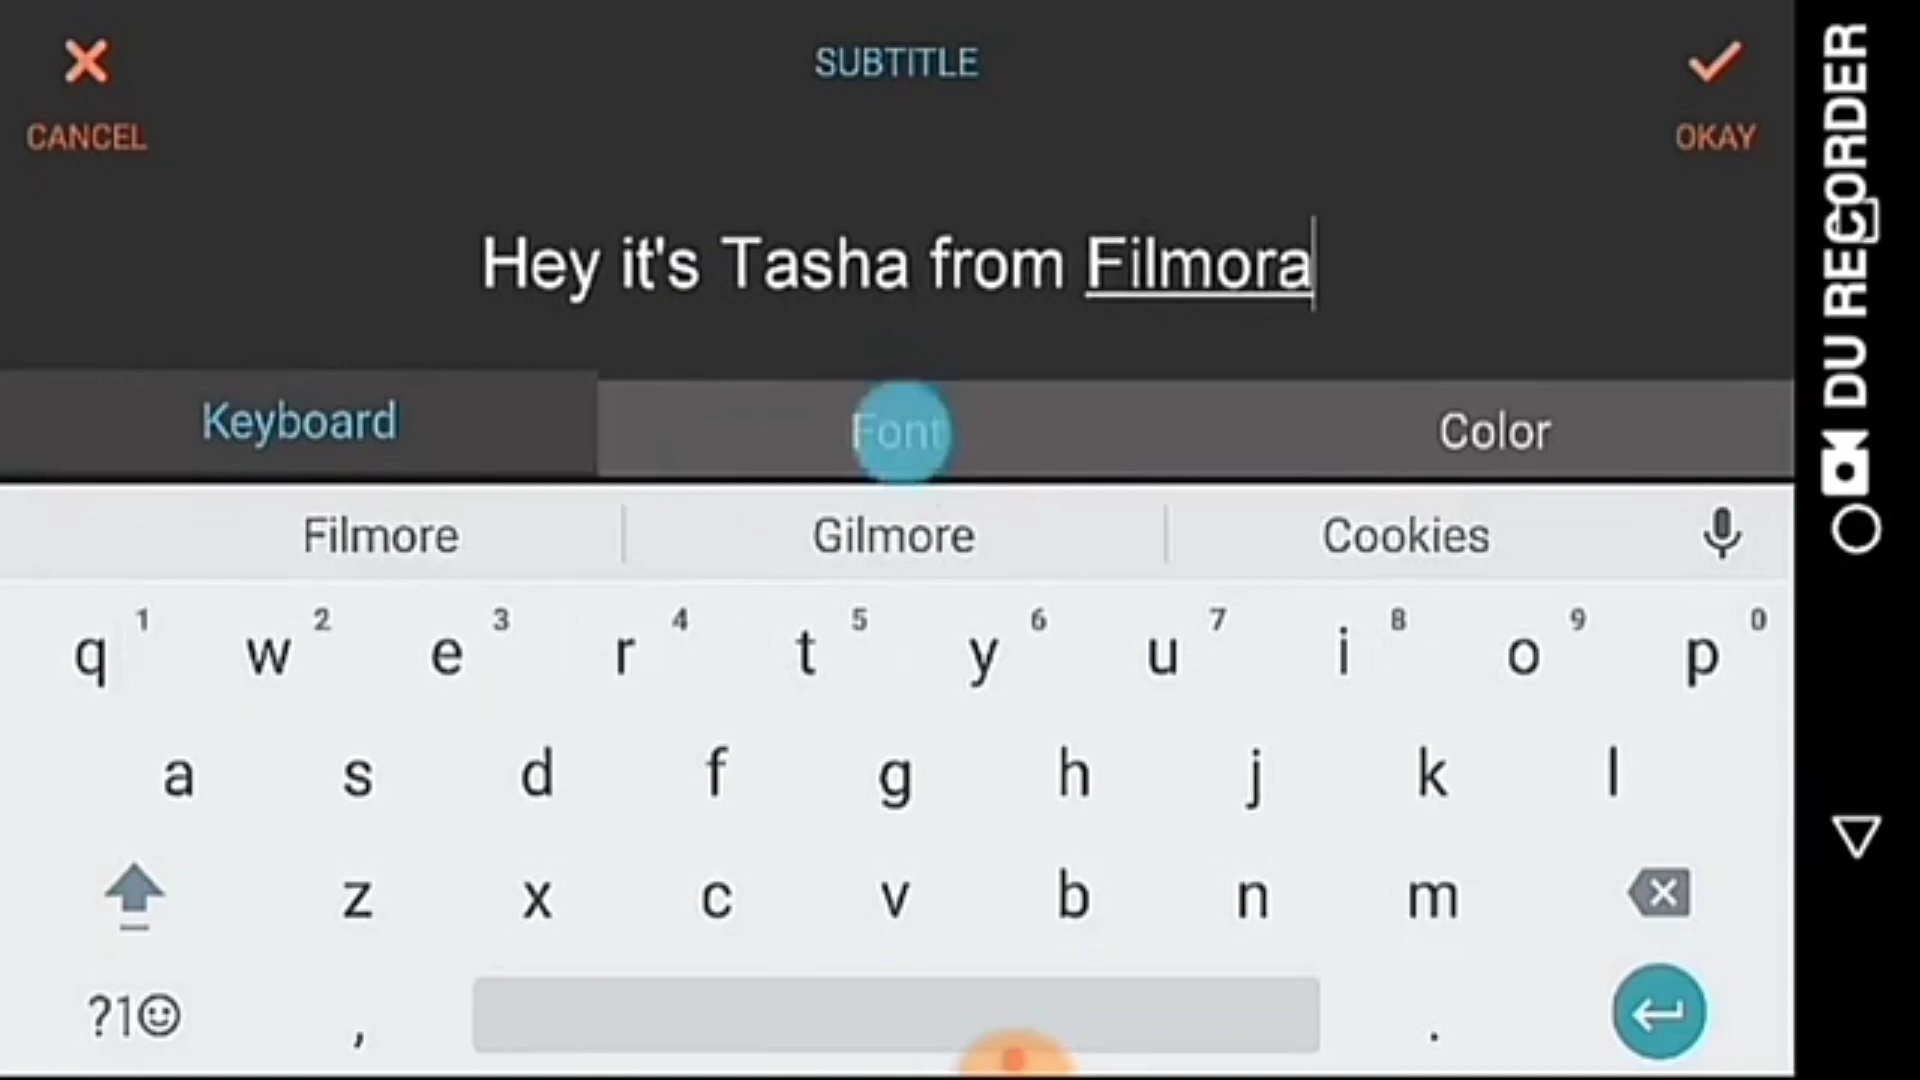 SUBTITLE
CANCEL
OKAY
Hey it's Tasha from Filmora
Keyboard
Font
Color
Filmore
Gilmore
Cookies
q 1 w 2 e 3 r 4 t 5 y 6 u 7 i 8 o 9 p 0
a s d f g h j k l
z x c v b n m
?1☺ , .
DU RECORDER